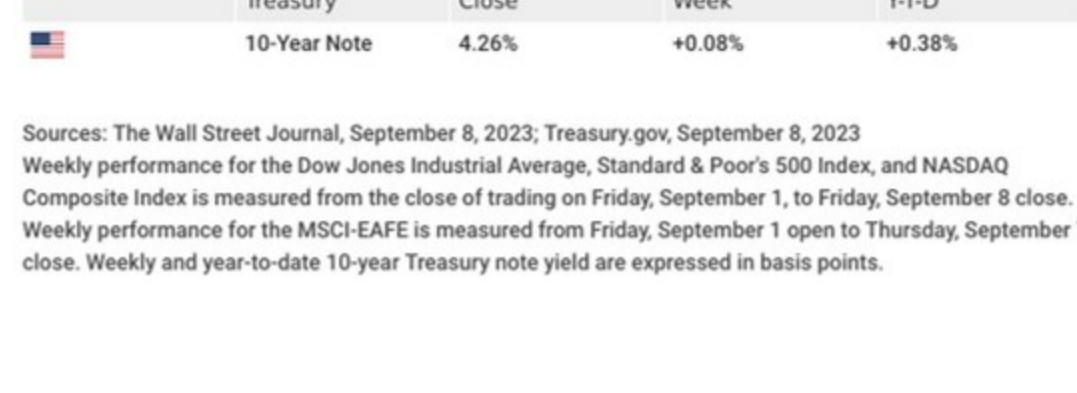 Treasury Close Week Y-T-D
10-Year Note 4.26% +0.08% +0.38%
Sources: The Wall Street Journal, September 8, 2023; Treasury.gov, September 8, 2023
Weekly performance for the Dow Jones Industrial Average, Standard & Poor's 500 Index, and NASDAQ
Composite Index is measured from the close of trading on Friday, September 1, to Friday, September 8 close.
Weekly performance for the MSCI-EAFE is measured from Friday, September 1 open to Thursday, September
close. Weekly and year-to-date 10-year Treasury note yield are expressed in basis points.